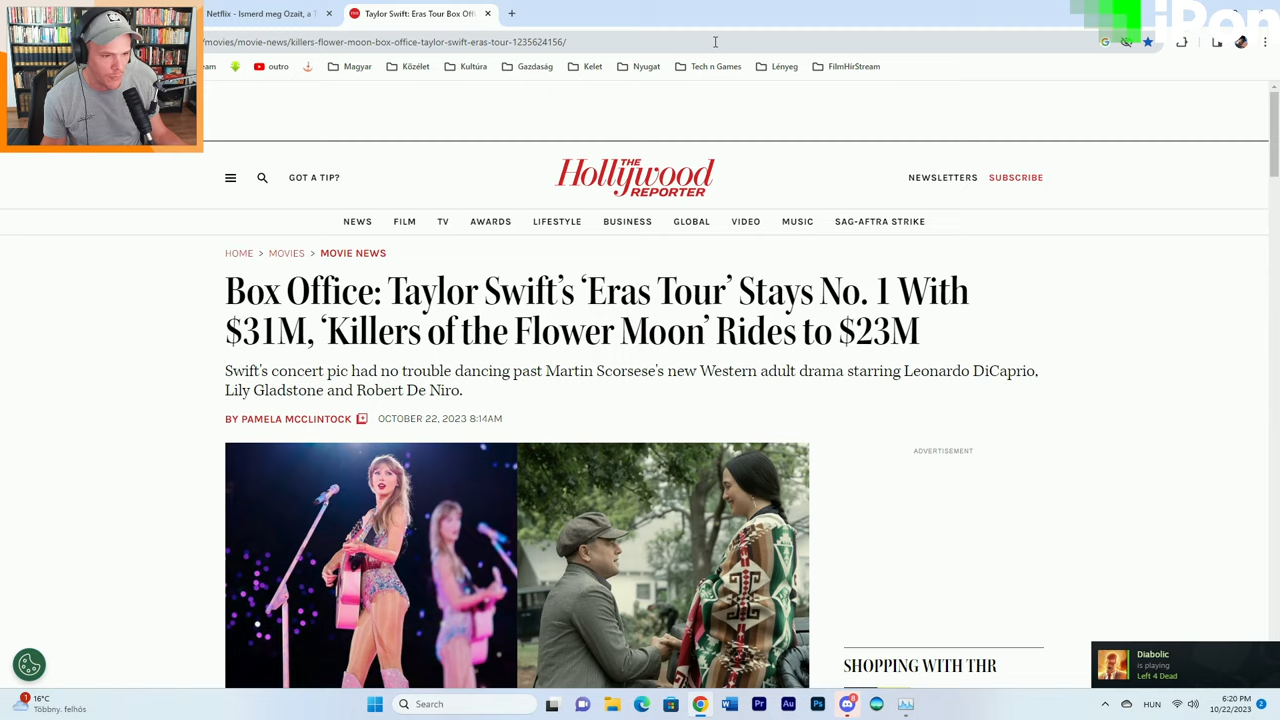 Netflix - Ismerd meg Ozait, a T
Taylor Swift: Eras Tour Box Off
/movies/movie-news/killers-flower-moon-box-office-taylor-swift-eras-tour-1235624156/
eam
outro
Magyar
Közélet
Kultúra
Gazdaság
Kelet
Nyugat
Tech n Games
Lényeg
FilmHírStream
GOT A TIP?
THE
Hollywood
REPORTER
NEWSLETTERS
SUBSCRIBE
NEWS FILM TV AWARDS LIFESTYLE BUSINESS GLOBAL VIDEO MUSIC SAG-AFTRA STRIKE
HOME > MOVIES > MOVIE NEWS
Box Office: Taylor Swift's ‘Eras Tour’ Stays No. 1 With
$31M, ‘Killers of the Flower Moon’ Rides to $23M
Swift's concert pic had no trouble dancing past Martin Scorsese's new Western adult drama starring Leonardo DiCaprio,
Lily Gladstone and Robert De Niro.
BY PAMELA MCCLINTOCK
OCTOBER 22, 2023 8:14AM
ADVERTISEMENT
SHOPPING WITH THR
Diabolic
is playing
Left 4 Dead
1
16°C
Többny. felhős
Search
HUN
6:20 PM
10/22/2023
2